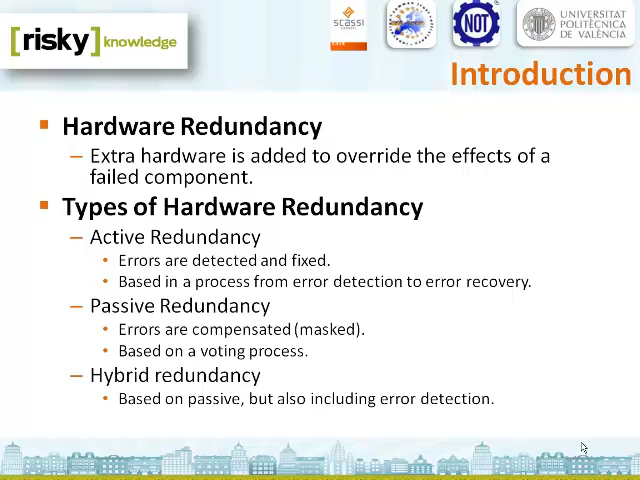 [risky] knowledge
scassi
NOT
UNIVERSITAT
POLITÈCNICA
DE VALÈNCIA
Introduction
Hardware Redundancy
– Extra hardware is added to override the effects of a
failed component.
Types of Hardware Redundancy
– Active Redundancy
• Errors are detected and fixed.
• Based in a process from error detection to error recovery.
– Passive Redundancy
• Errors are compensated (masked).
• Based on a voting process.
– Hybrid redundancy
• Based on passive, but also including error detection.